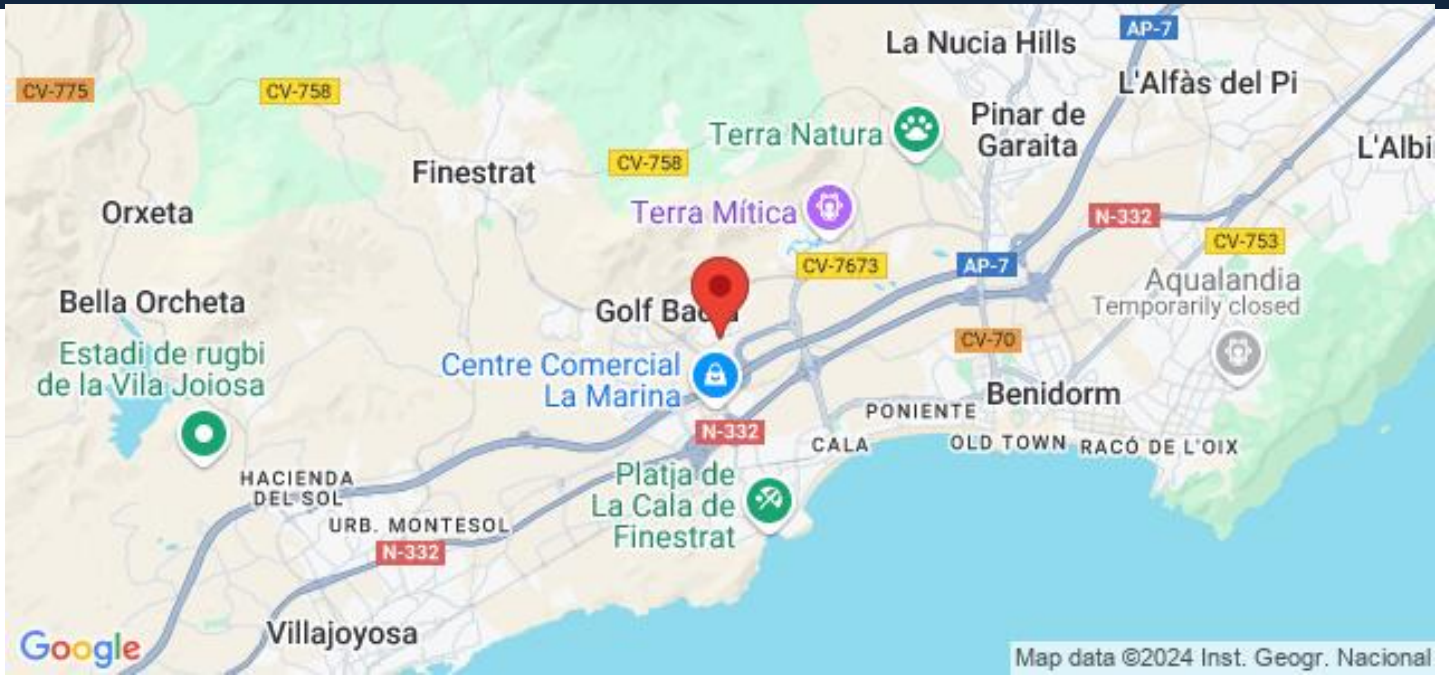 AP-7
La Nucia Hills
CV-775
CV-758
L'Alfàs del Pi
Pinar de
Garaita
Terra Natura
L'Albi
Finestrat
CV-758
Orxeta
Terra Mítica
N-332
CV-753
CV-7673
AP-7
Aqualandia
Temporarily closed
Bella Orcheta
Golf
Estadi de rugbi
de la Vila Joiosa
Centre Comercial
La Marina
CV-70
Benidorm
PONIENTE
N-332
CALA
OLD TOWN
RACÓ DE L'OIX
HACIENDA
DEL SOL
Platja de
La Cala de
Finestrat
URB. MONTESOL
N-332
Villajoyosa
Google
Map data ©2024 Inst. Geogr. Nacional